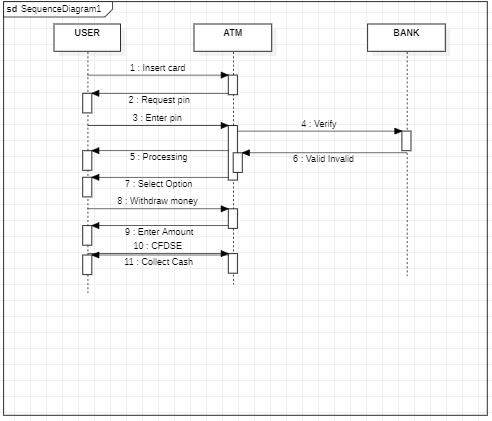 sd SequenceDiagram1
USER
ATM
BANK
1 : Insert card
2 : Request pin
3 : Enter pin
4 : Verify
5 : Processing
6 : Valid Invalid
7 : Select Option
8 : Withdraw money
9 : Enter Amount
10 : CFDSE
11 : Collect Cash